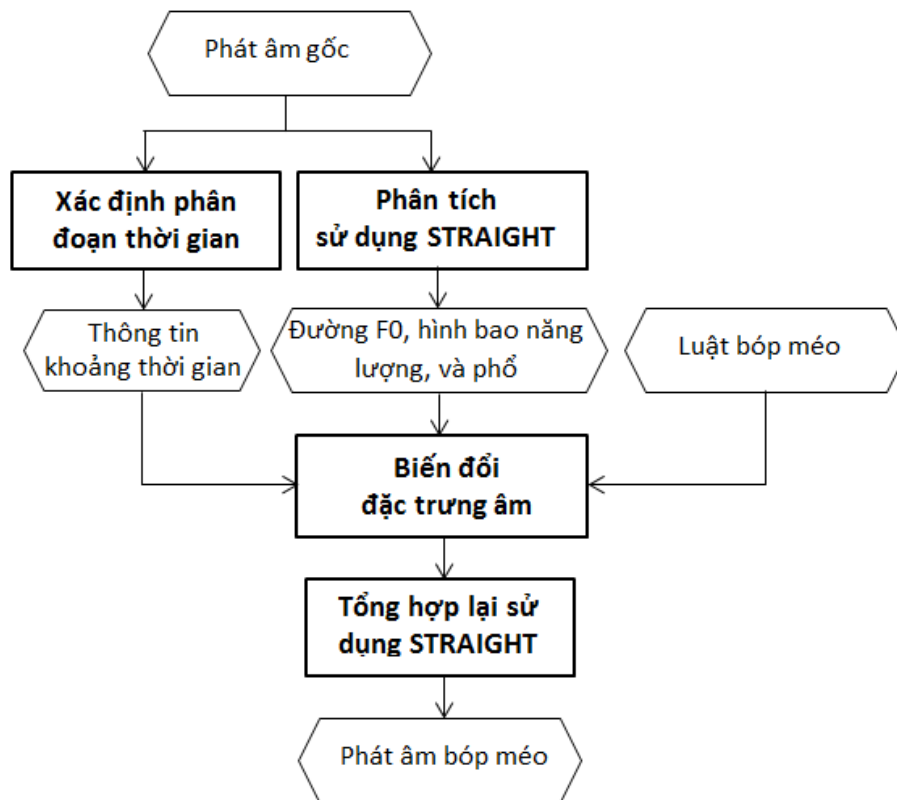 Phát âm gốc
Xác định phân
đoạn thời gian
Phân tích
sử dụng STRAIGHT
Thông tin
khoảng thời gian
Đường F0, hình bao năng
lượng, và phổ
Luật bóp méo
Biến đổi
đặc trưng âm
Tổng hợp lại sử
dụng STRAIGHT
Phát âm bóp méo